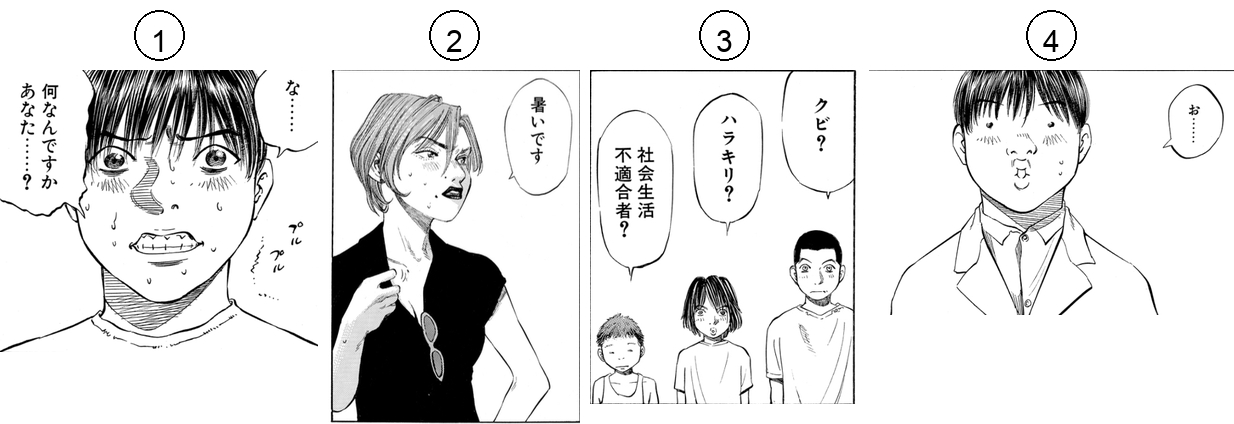 1
2
3
4
な……
何なんですか
あなた……？
プル
プル
暑いです
クビ？
ハラキリ？
社会生活
不適合者？
お……